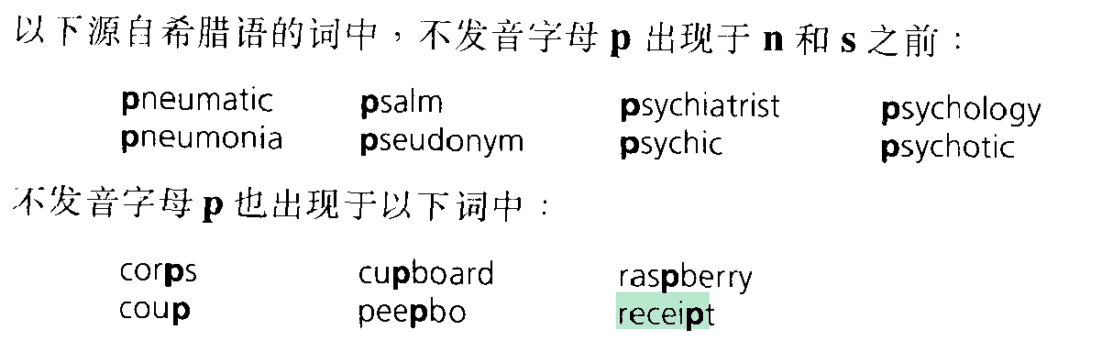 以下源自希腊语的词中，不发音字母 p 出现于 n 和 s 之前：
pneumatic psalm psychiatrist psychology
pneumonia pseudonym psychic psychotic
不发音字母 p 也出现于以下词中：
corps cupboard raspberry
coup peepbo receipt